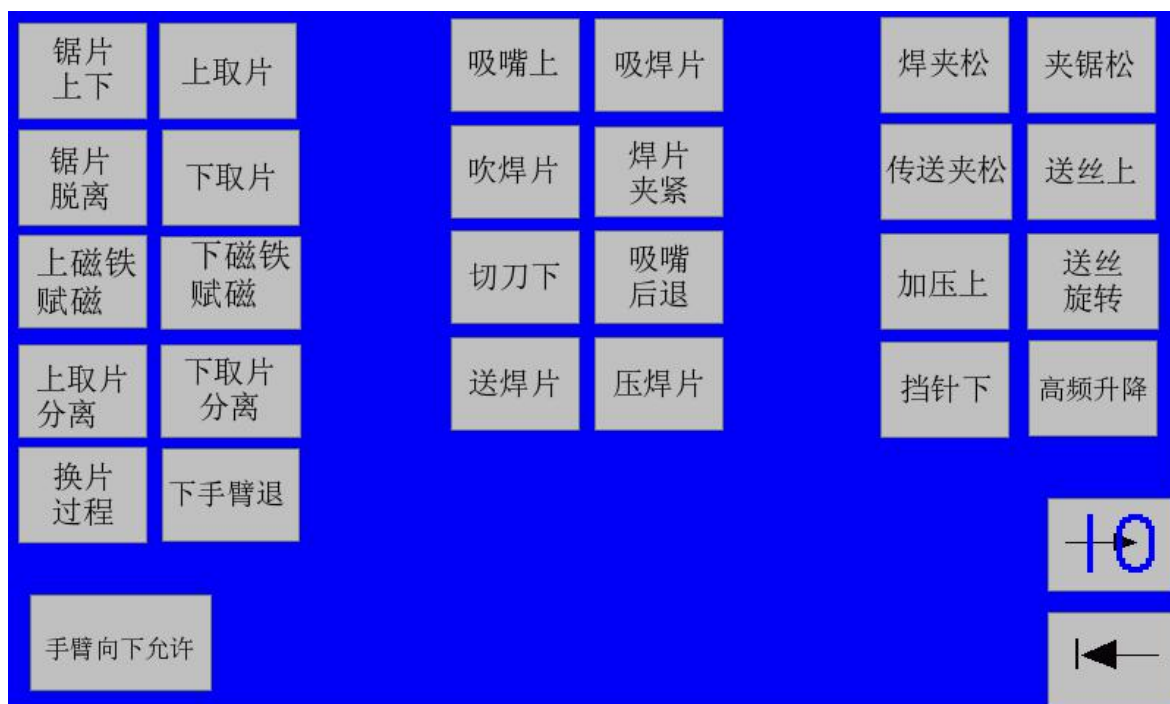 锯片
上下
上取片
吸嘴上
吸焊片
焊夹松
夹锯松
锯片
脱离
下取片
吹焊片
焊片
夹紧
传送夹松
送丝上
上磁铁
赋磁
下磁铁
赋磁
切刀下
吸嘴
后退
加压上
送丝
旋转
上取片
分离
下取片
分离
送焊片
压焊片
挡针下
高频升降
换片
过程
下手臂退
10
手臂向下允许